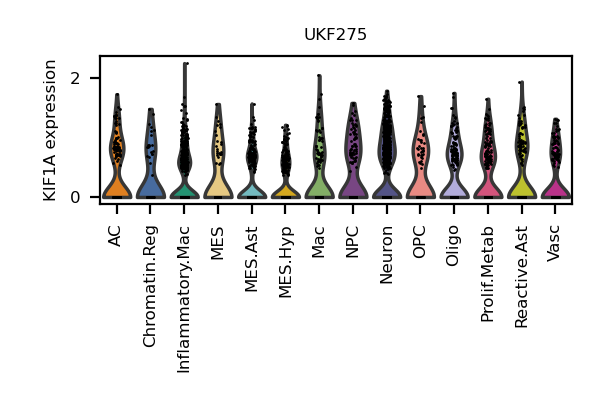 UKF275
KIF1A expression
2
0
AC
Chromatin.Reg
Inflammatory.Mac
MES
MES.Ast
MES.Hyp
Mac
NPC
Neuron
OPC
Oligo
Prolif.Metab
Reactive.Ast
Vasc